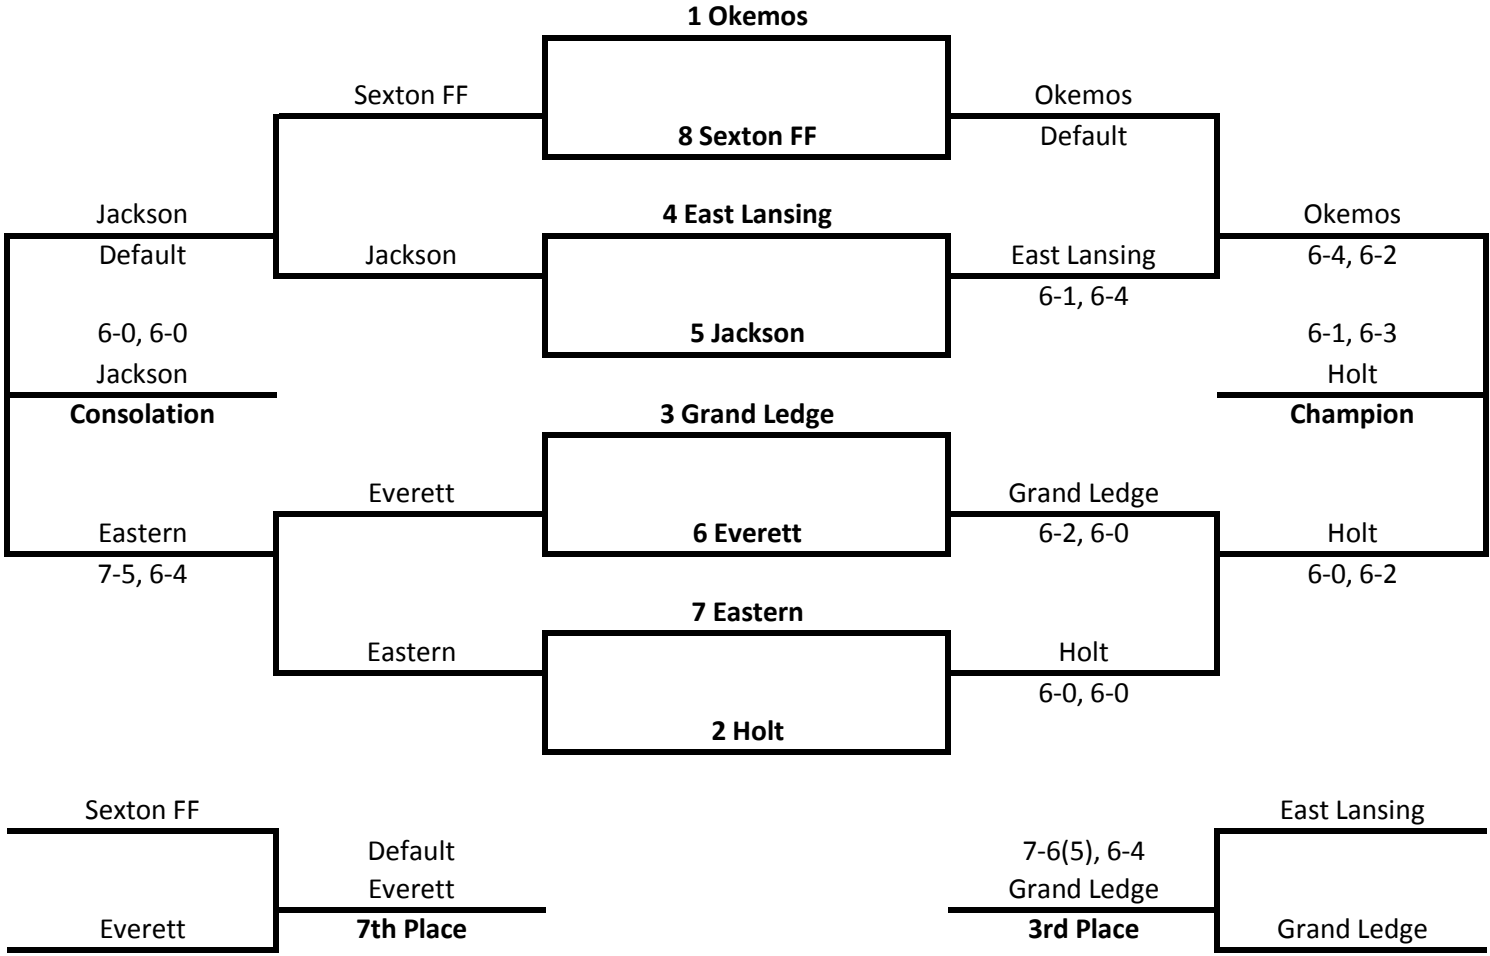 1 Okemos
Sexton FF
Okemos
8 Sexton FF
Default
Jackson
4 East Lansing
Okemos
Default
Jackson
East Lansing
6-4, 6-2
6-1, 6-4
6-0, 6-0
5 Jackson
6-1, 6-3
Jackson
Holt
Consolation
3 Grand Ledge
Champion
Everett
Grand Ledge
Eastern
6 Everett
6-2, 6-0
Holt
7-5, 6-4
6-0, 6-2
7 Eastern
Eastern
Holt
6-0, 6-0
2 Holt
Sexton FF
East Lansing
Default
7-6(5), 6-4
Everett
Grand Ledge
Everett
7th Place
3rd Place
Grand Ledge